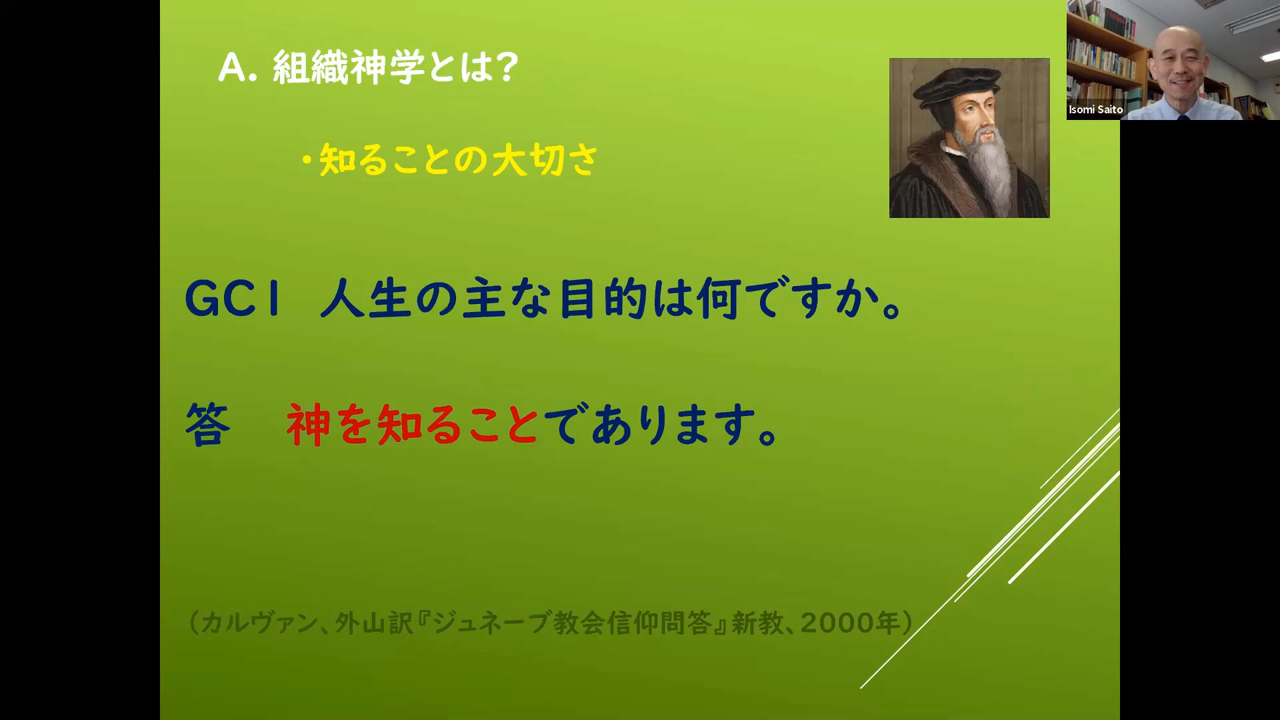 A. 組織神学とは?
Isomi Saito
・知ることの大切さ
GC1 人生の主な目的は何ですか。
答 神を知ることであります。
(カルヴァン、外山訳『ジュネーブ教会信仰問答』新教、2000年)